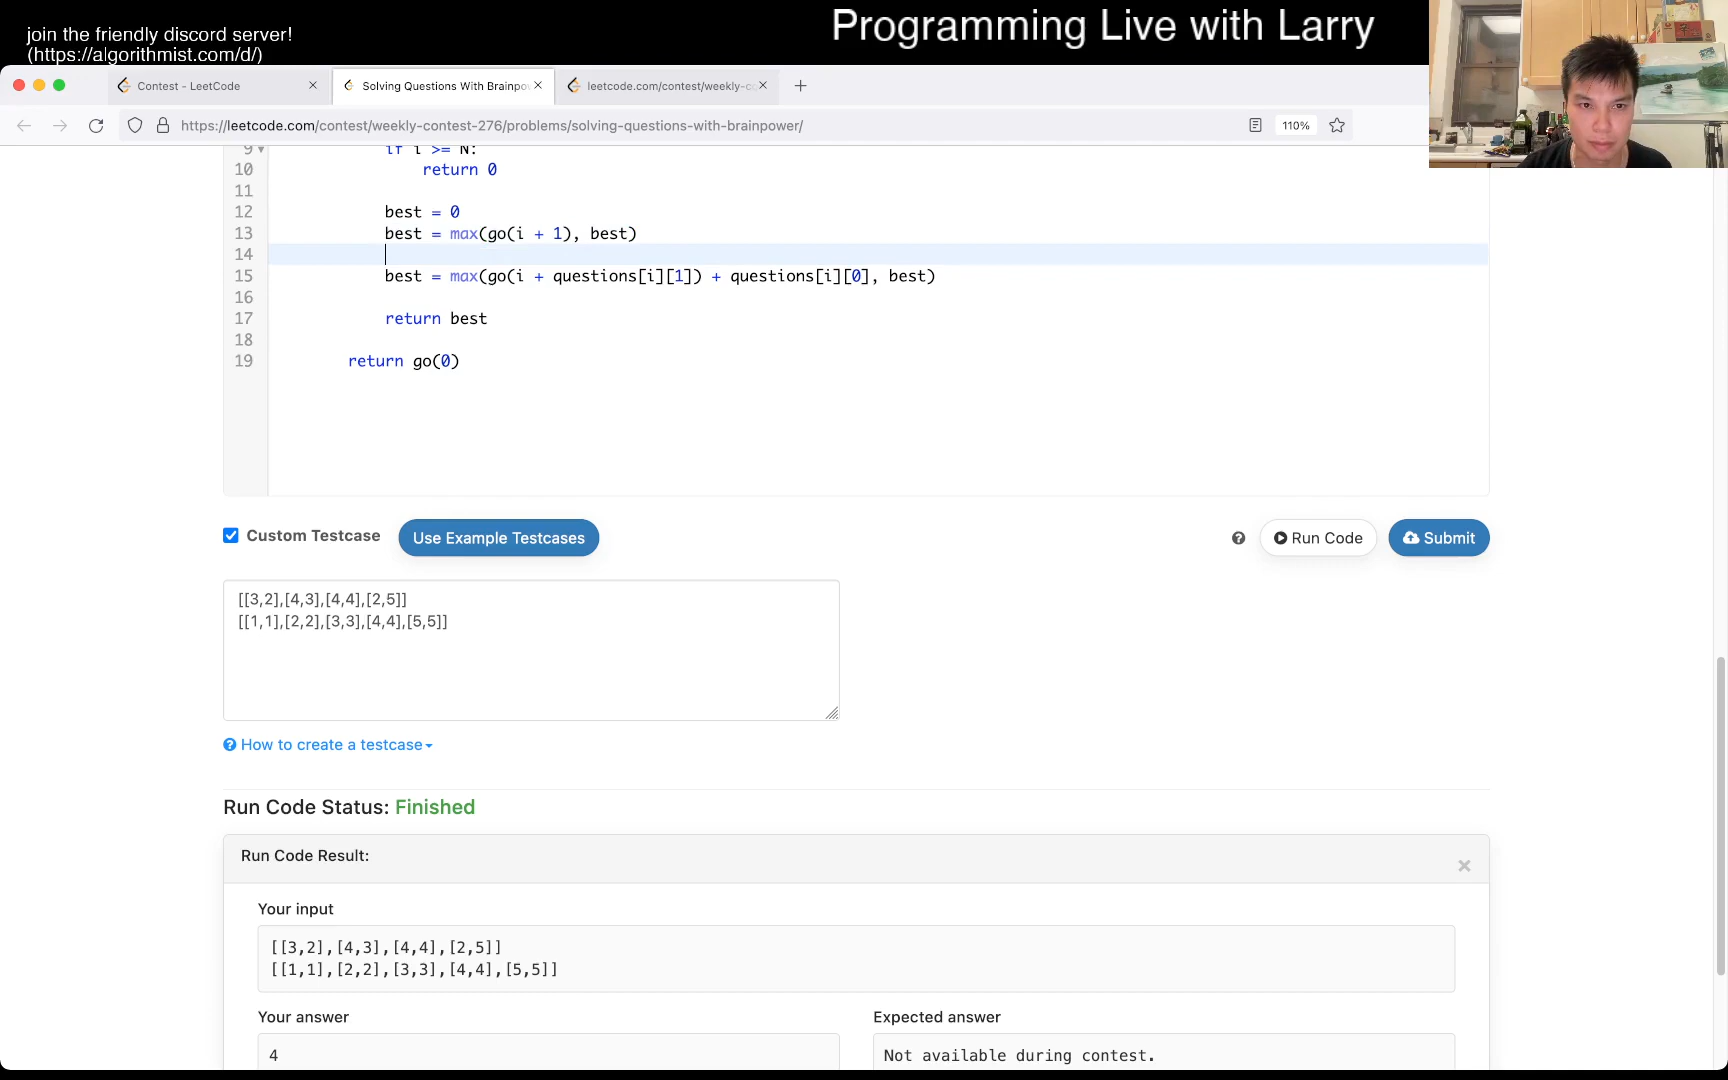 join the friendly discord server!
(https://algorithmist.com/d/)
Programming Live with Larry
Contest - LeetCode
Solving Questions With Brainpo
leetcode.com/contest/weekly-co
https://leetcode.com/contest/weekly-contest-276/problems/solving-questions-with-brainpower/
110%
9 if i >= N:
10 return 0
11
12 best = 0
13 best = max(go(i + 1), best)
14
15 best = max(go(i + questions[i][1]) + questions[i][0], best)
16
17 return best
18
19 return go(0)
Custom Testcase
Use Example Testcases
Run Code
Submit
[[3,2],[4,3],[4,4],[2,5]]
[[1,1],[2,2],[3,3],[4,4],[5,5]]
How to create a testcase
Run Code Status: Finished
Run Code Result:
Your input
[[3,2],[4,3],[4,4],[2,5]]
[[1,1],[2,2],[3,3],[4,4],[5,5]]
Your answer
Expected answer
4
Not available during contest.